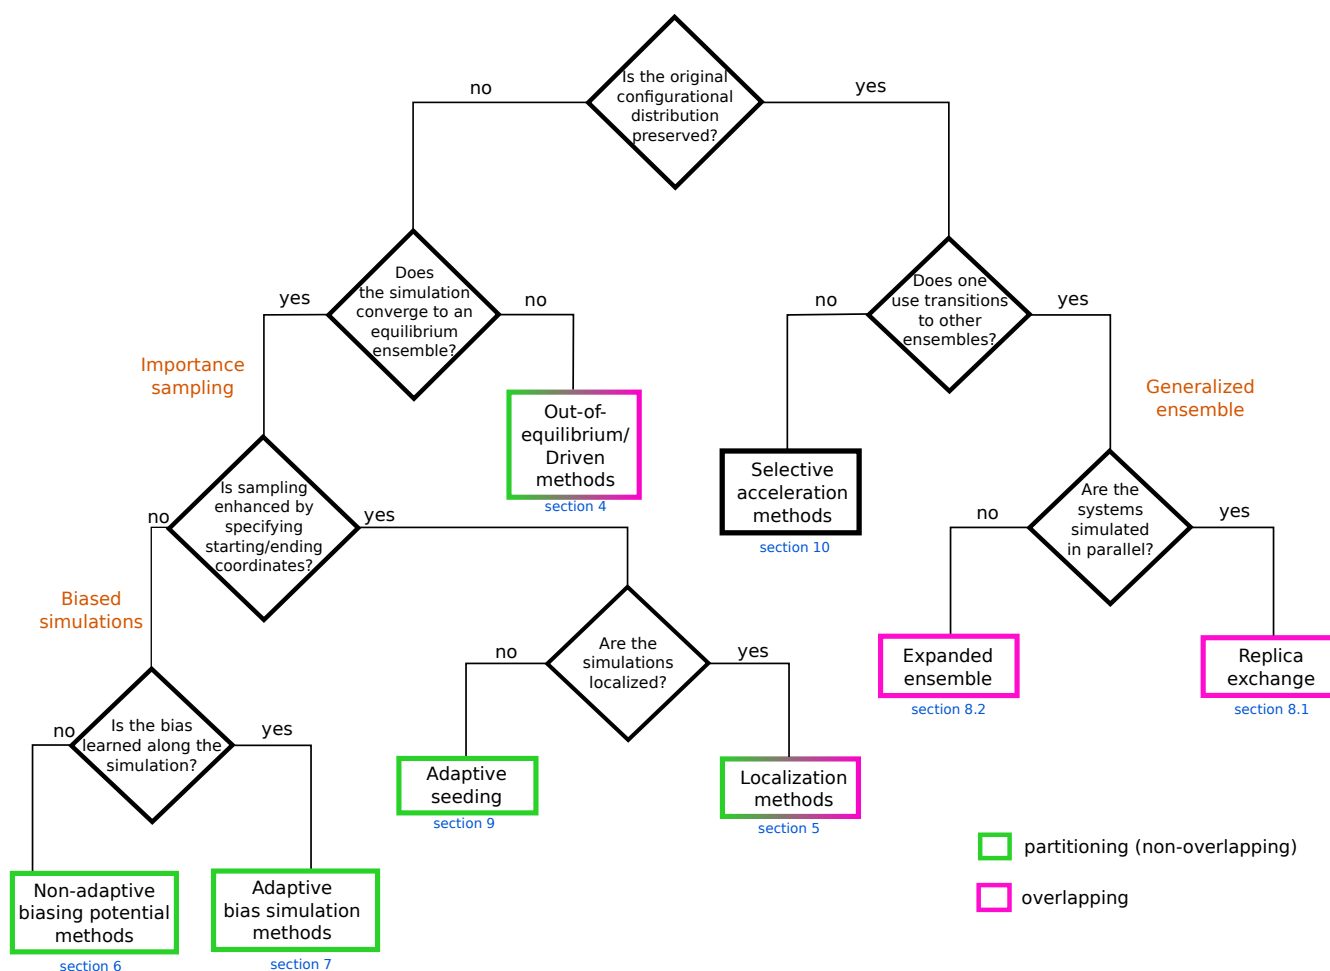 Is the original
configurational
distribution
preserved?
no
yes
Does
the simulation
converge to an
equilibrium
ensemble?
yes
no
Does one
use transitions
to other
ensembles?
no
yes
Importance
sampling
Generalized
ensemble
Out-of-
equilibrium/
Driven
methods
section 4
Selective
acceleration
methods
section 10
Is sampling
enhanced by
specifying
starting/ending
coordinates?
no
yes
Are the
systems
simulated
in parallel?
no
yes
Biased
simulations
Are the
simulations
localized?
no
yes
Expanded
ensemble
section 8.2
Replica
exchange
section 8.1
Is the bias
learned along the
simulation?
no
yes
Adaptive
seeding
section 9
Localization
methods
section 5
Non-adaptive
biasing potential
methods
section 6
Adaptive
bias simulation
methods
section 7
partitioning (non-overlapping)
overlapping